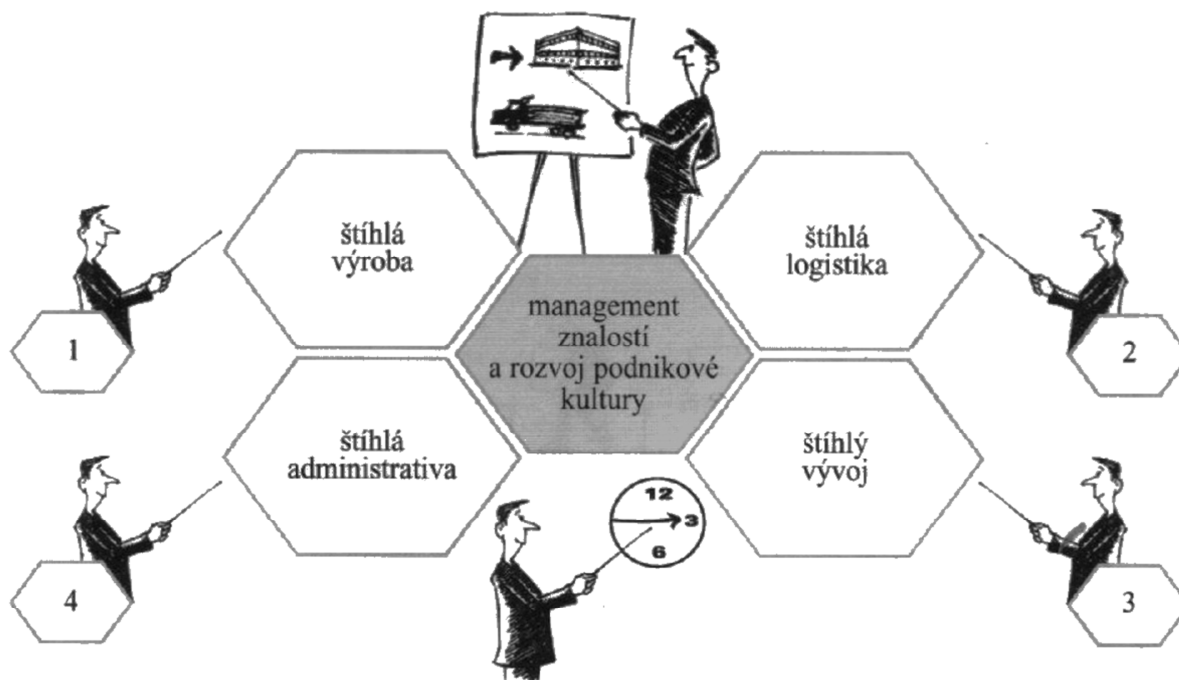 štíhlá
výroba
štíhlá
logistika
management
znalostí
a rozvoj podnikové
kultury
1
2
štíhlá
administrativa
štíhlý
vývoj
12
3
6
4
3